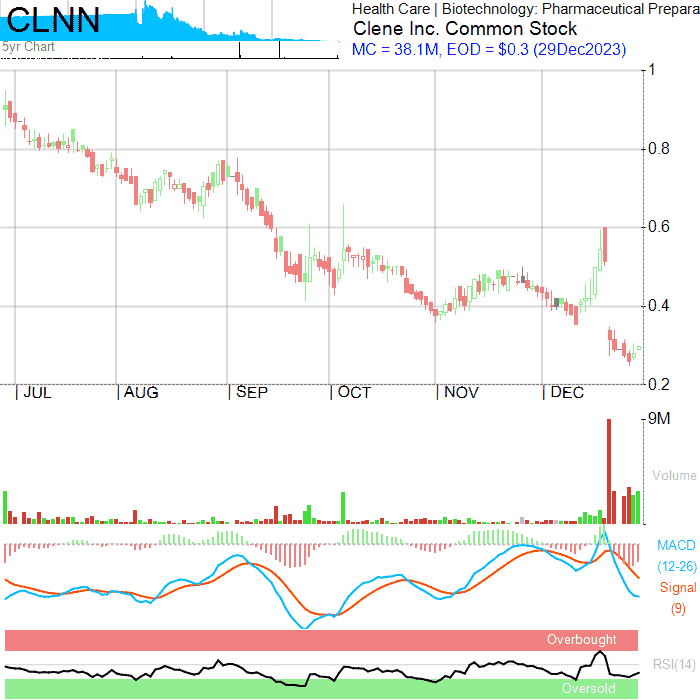 CLNN
5yr Chart
Health Care | Biotechnology: Pharmaceutical Prepara
Clene Inc. Common Stock
MC = 38.1M, EOD = $0.3 (29Dec2023)
1
0.8
0.6
0.4
0.2
|JUL |AUG |SEP |OCT |NOV |DEC
9M
Volume
MACD
(12-26)
Signal
(9)
Overbought
RSI(14)
Oversold